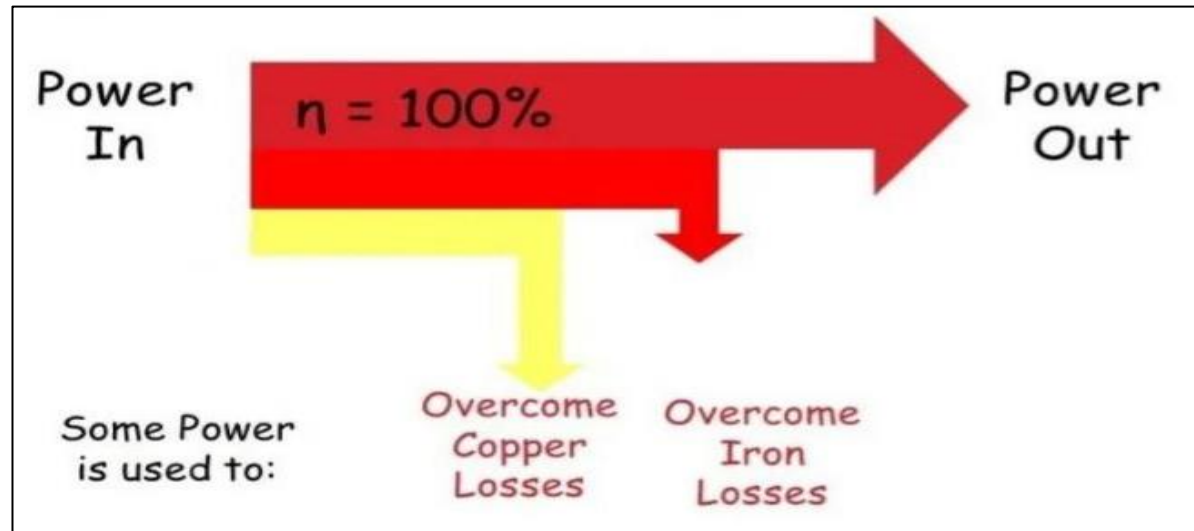 Power
In
η = 100%
Power
Out
Some Power
is used to:
Overcome
Copper
Losses
Overcome
Iron
Losses